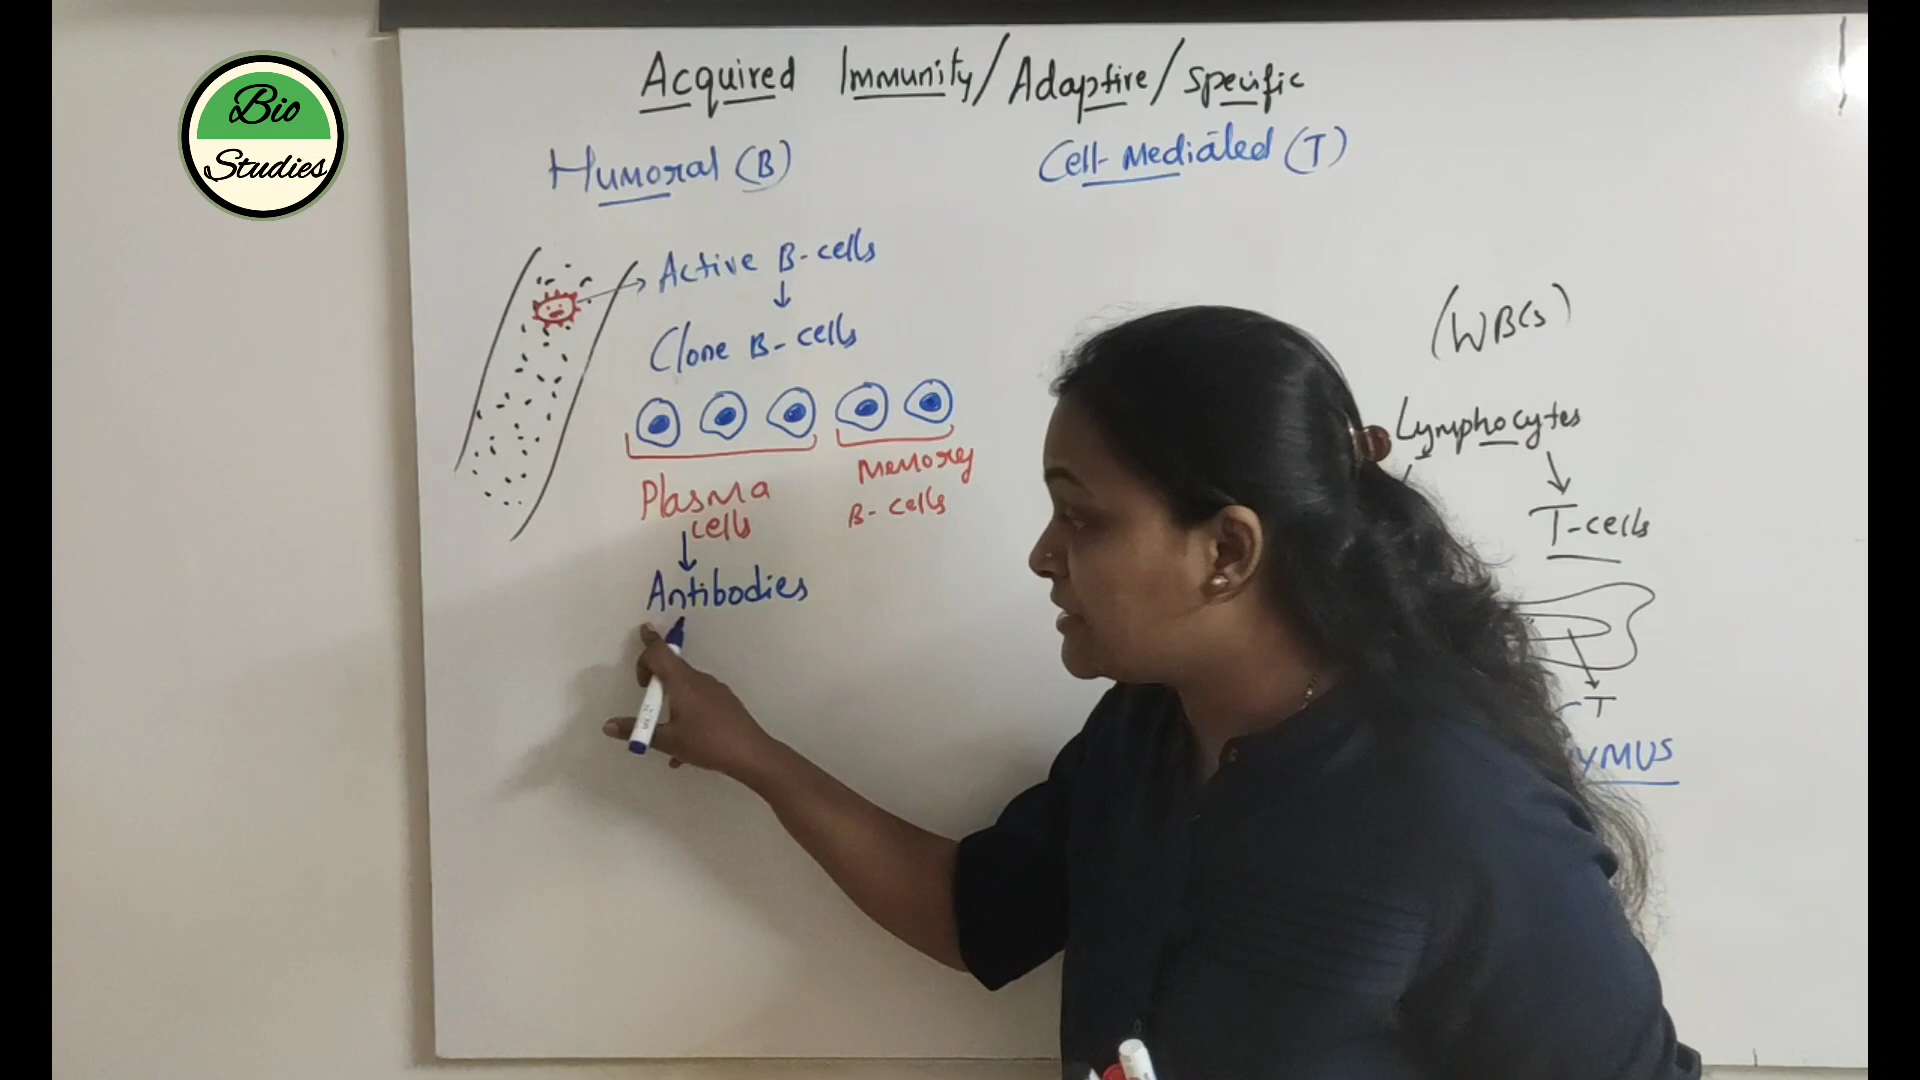 Bio
Studies
Acquired Immunity/Adaptive/Specific
Humoral (B)
Cell-Mediated (T)
Active B-cells
Clone B-cells
Plasma
cells
Memory
B-cells
Antibodies
(WBCs)
Lymphocytes
T-cells
T
YMUS